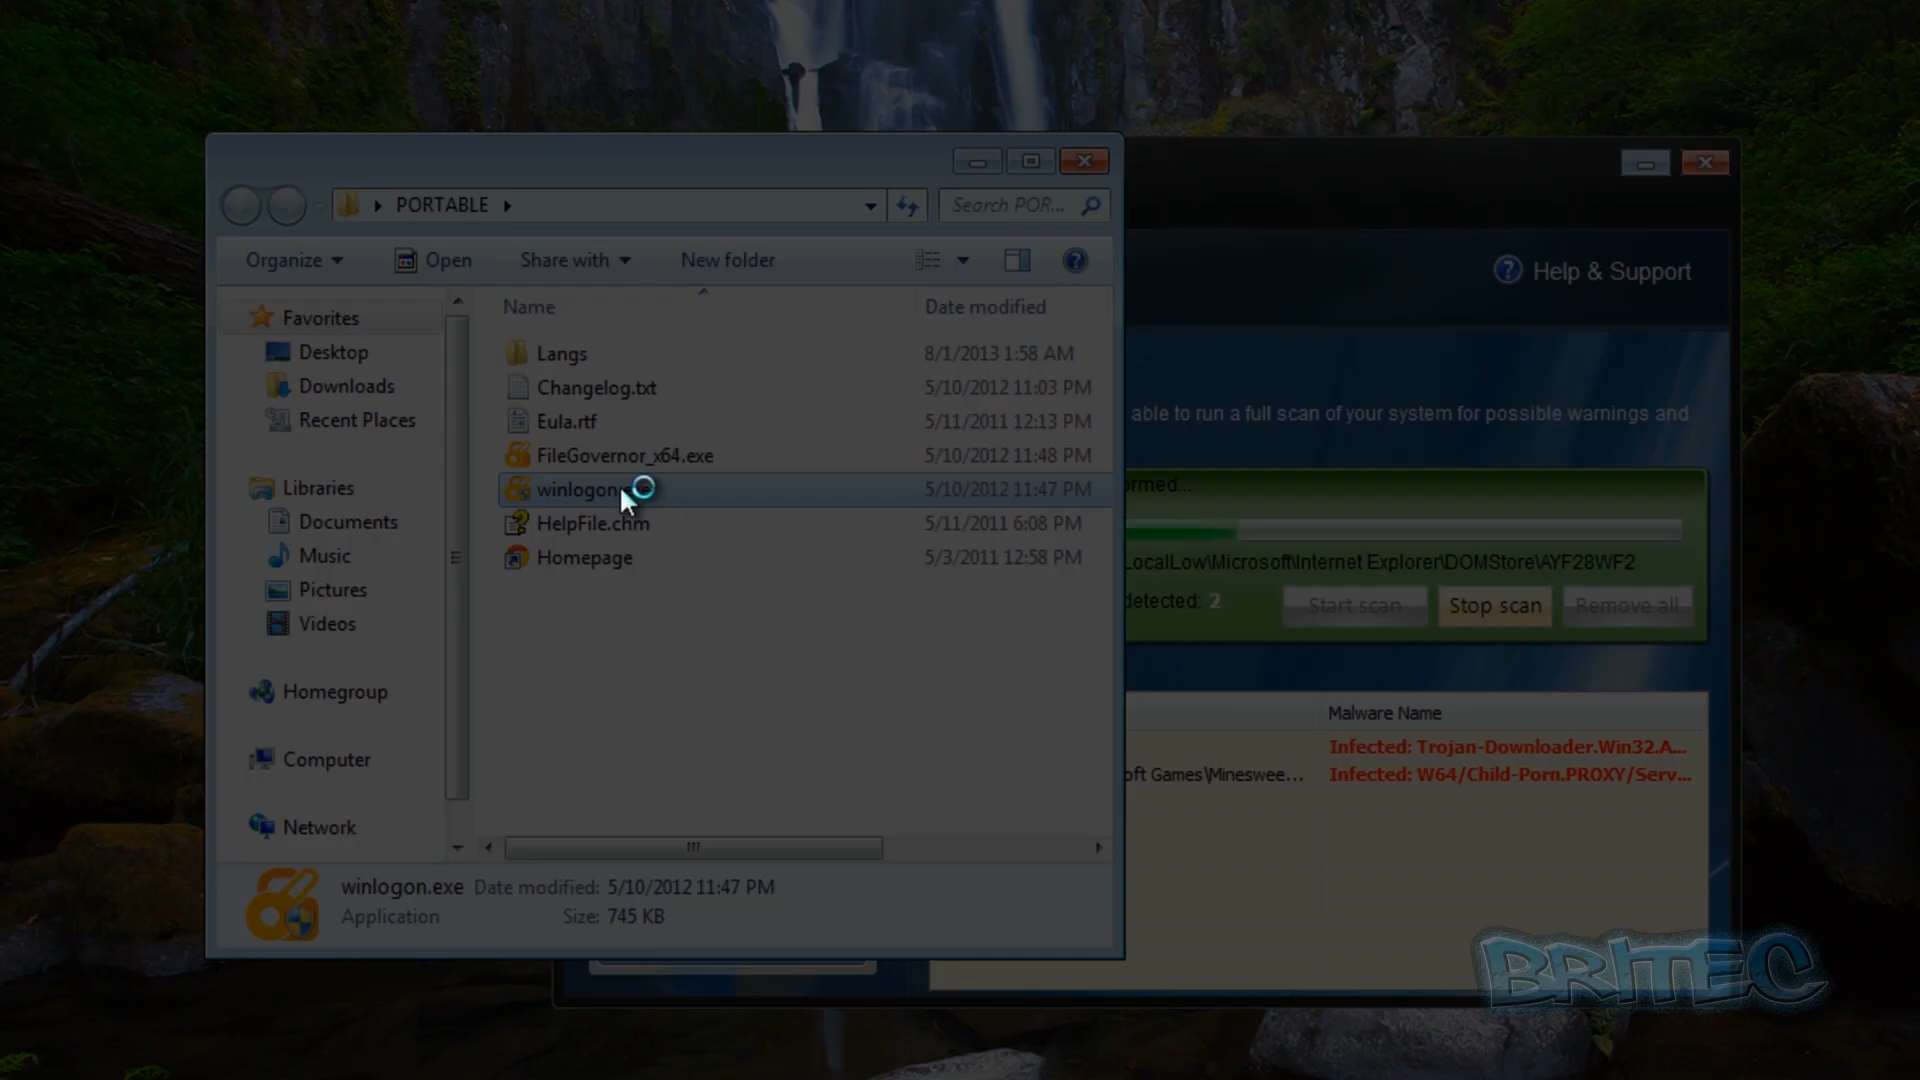 PORTABLE
Search POR...
Organize
Open
Share with
New folder
Name
Date modified
Favorites
Desktop
Downloads
Recent Places
Libraries
Documents
Music
Pictures
Videos
Homegroup
Computer
Network
Langs 8/1/2013 1:58 AM
Changelog.txt 5/10/2012 11:03 PM
Eula.rtf 5/11/2011 12:13 PM
FileGovernor_x64.exe 5/10/2012 11:48 PM
winlogon 5/10/2012 11:47 PM
HelpFile.chm 5/11/2011 6:08 PM
Homepage 5/3/2011 12:58 PM
winlogon.exe Date modified: 5/10/2012 11:47 PM
Application Size: 745 KB
Help & Support
able to run a full scan of your system for possible warnings and
ormed...
LocalLow\Microsoft\Internet Explorer\DOMStore\AYF28WF2
detected: 2
Start scan
Stop scan
Remove all
Malware Name
Infected: Trojan-Downloader.Win32.A...
oft Games\Mineswee... Infected: W64/Child-Porn.PROXY/Serv...
BRITEC